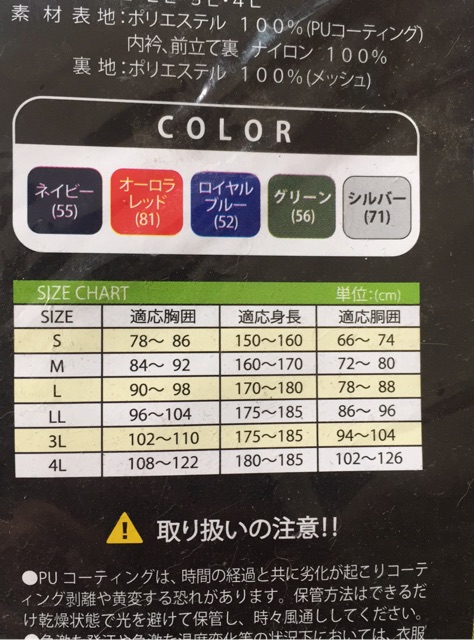 素材表地:ポリエステル 100%(PUコーティング)
内衿、前立て裏 ナイロン 100%
裏地:ポリエステル 100%(メッシュ)
COLOR
ネイビー
(55)
オーロラ
レッド
(81)
ロイヤル
ブルー
(52)
グリーン
(56)
シルバー
(71)
SIZE CHART 単位:(cm)
SIZE 適応胸囲 適応身長 適応胴囲
S 78〜 86 150〜160 66〜 74
M 84〜 92 160〜170 72〜 80
L 90〜 98 170〜180 78〜 88
LL 96〜104 175〜185 86〜 96
3L 102〜110 175〜185 94〜104
4L 108〜122 180〜185 102〜126
取り扱いの注意!!
●PUコーティングは、時間の経過と共に劣化が起こりコーテ
ィング剥離や黄変する恐れがあります。保管方法はできるだ
け乾燥状態で光を避けて保管し、時々風通ししてくだ